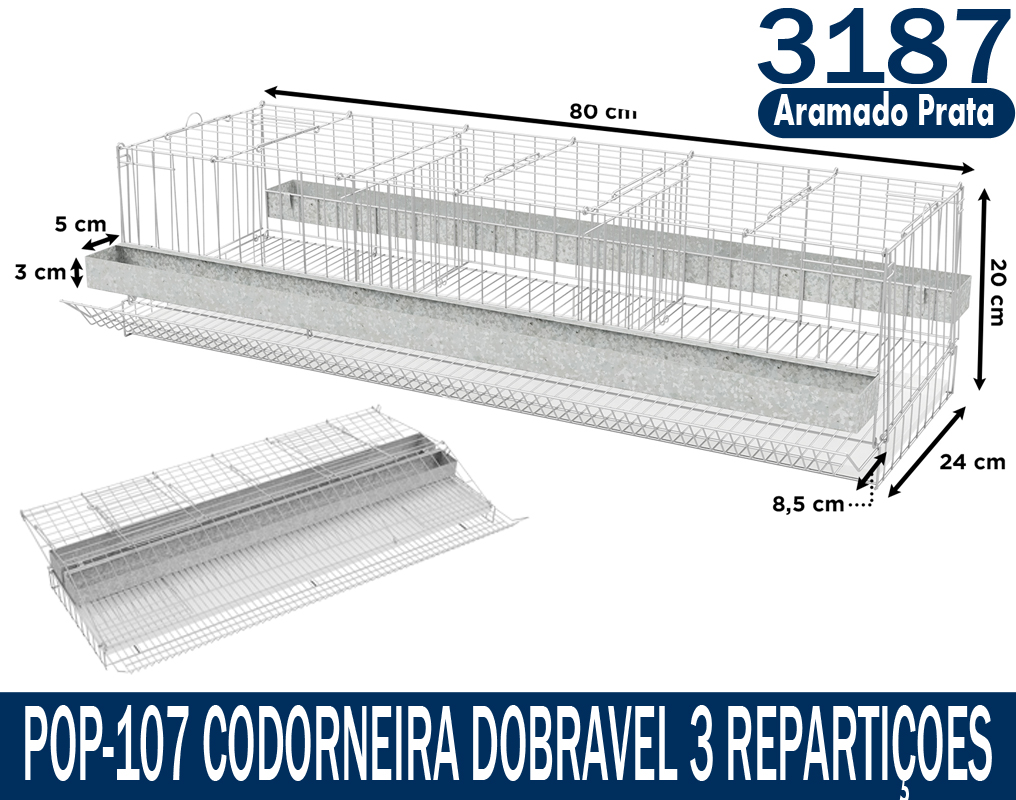 3187
Aramado Prata
80 cm
5 cm
3 cm
20 cm
24 cm
8,5 cm
POP-107 CODORNEIRA DOBRAVEL 3 REPARTIÇOES